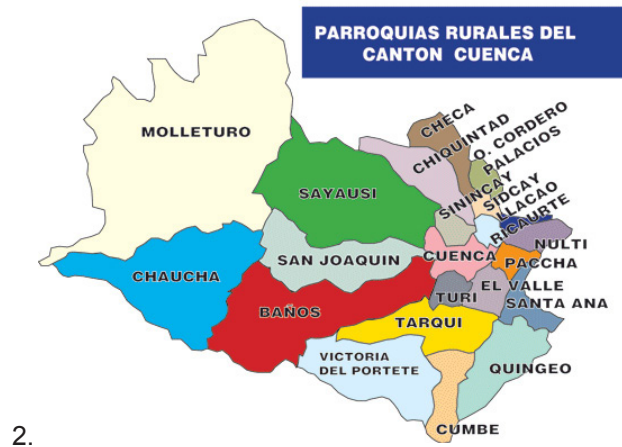 PARROQUIAS RURALES DEL
CANTON CUENCA
MOLLETURO
CHECA
CHIQUINTAD
O. CORDERO
PALACIOS
SAYAUSI
SININCAY
SIDCAY
LLACAO
RICAURTE
SAN JOAQUIN
CUENCA
NULTI
PACCHA
CHAUCHA
EL VALLE
TURI
SANTA ANA
BAÑOS
TARQUI
VICTORIA
DEL PORTETE
QUINGEO
CUMBE
2.